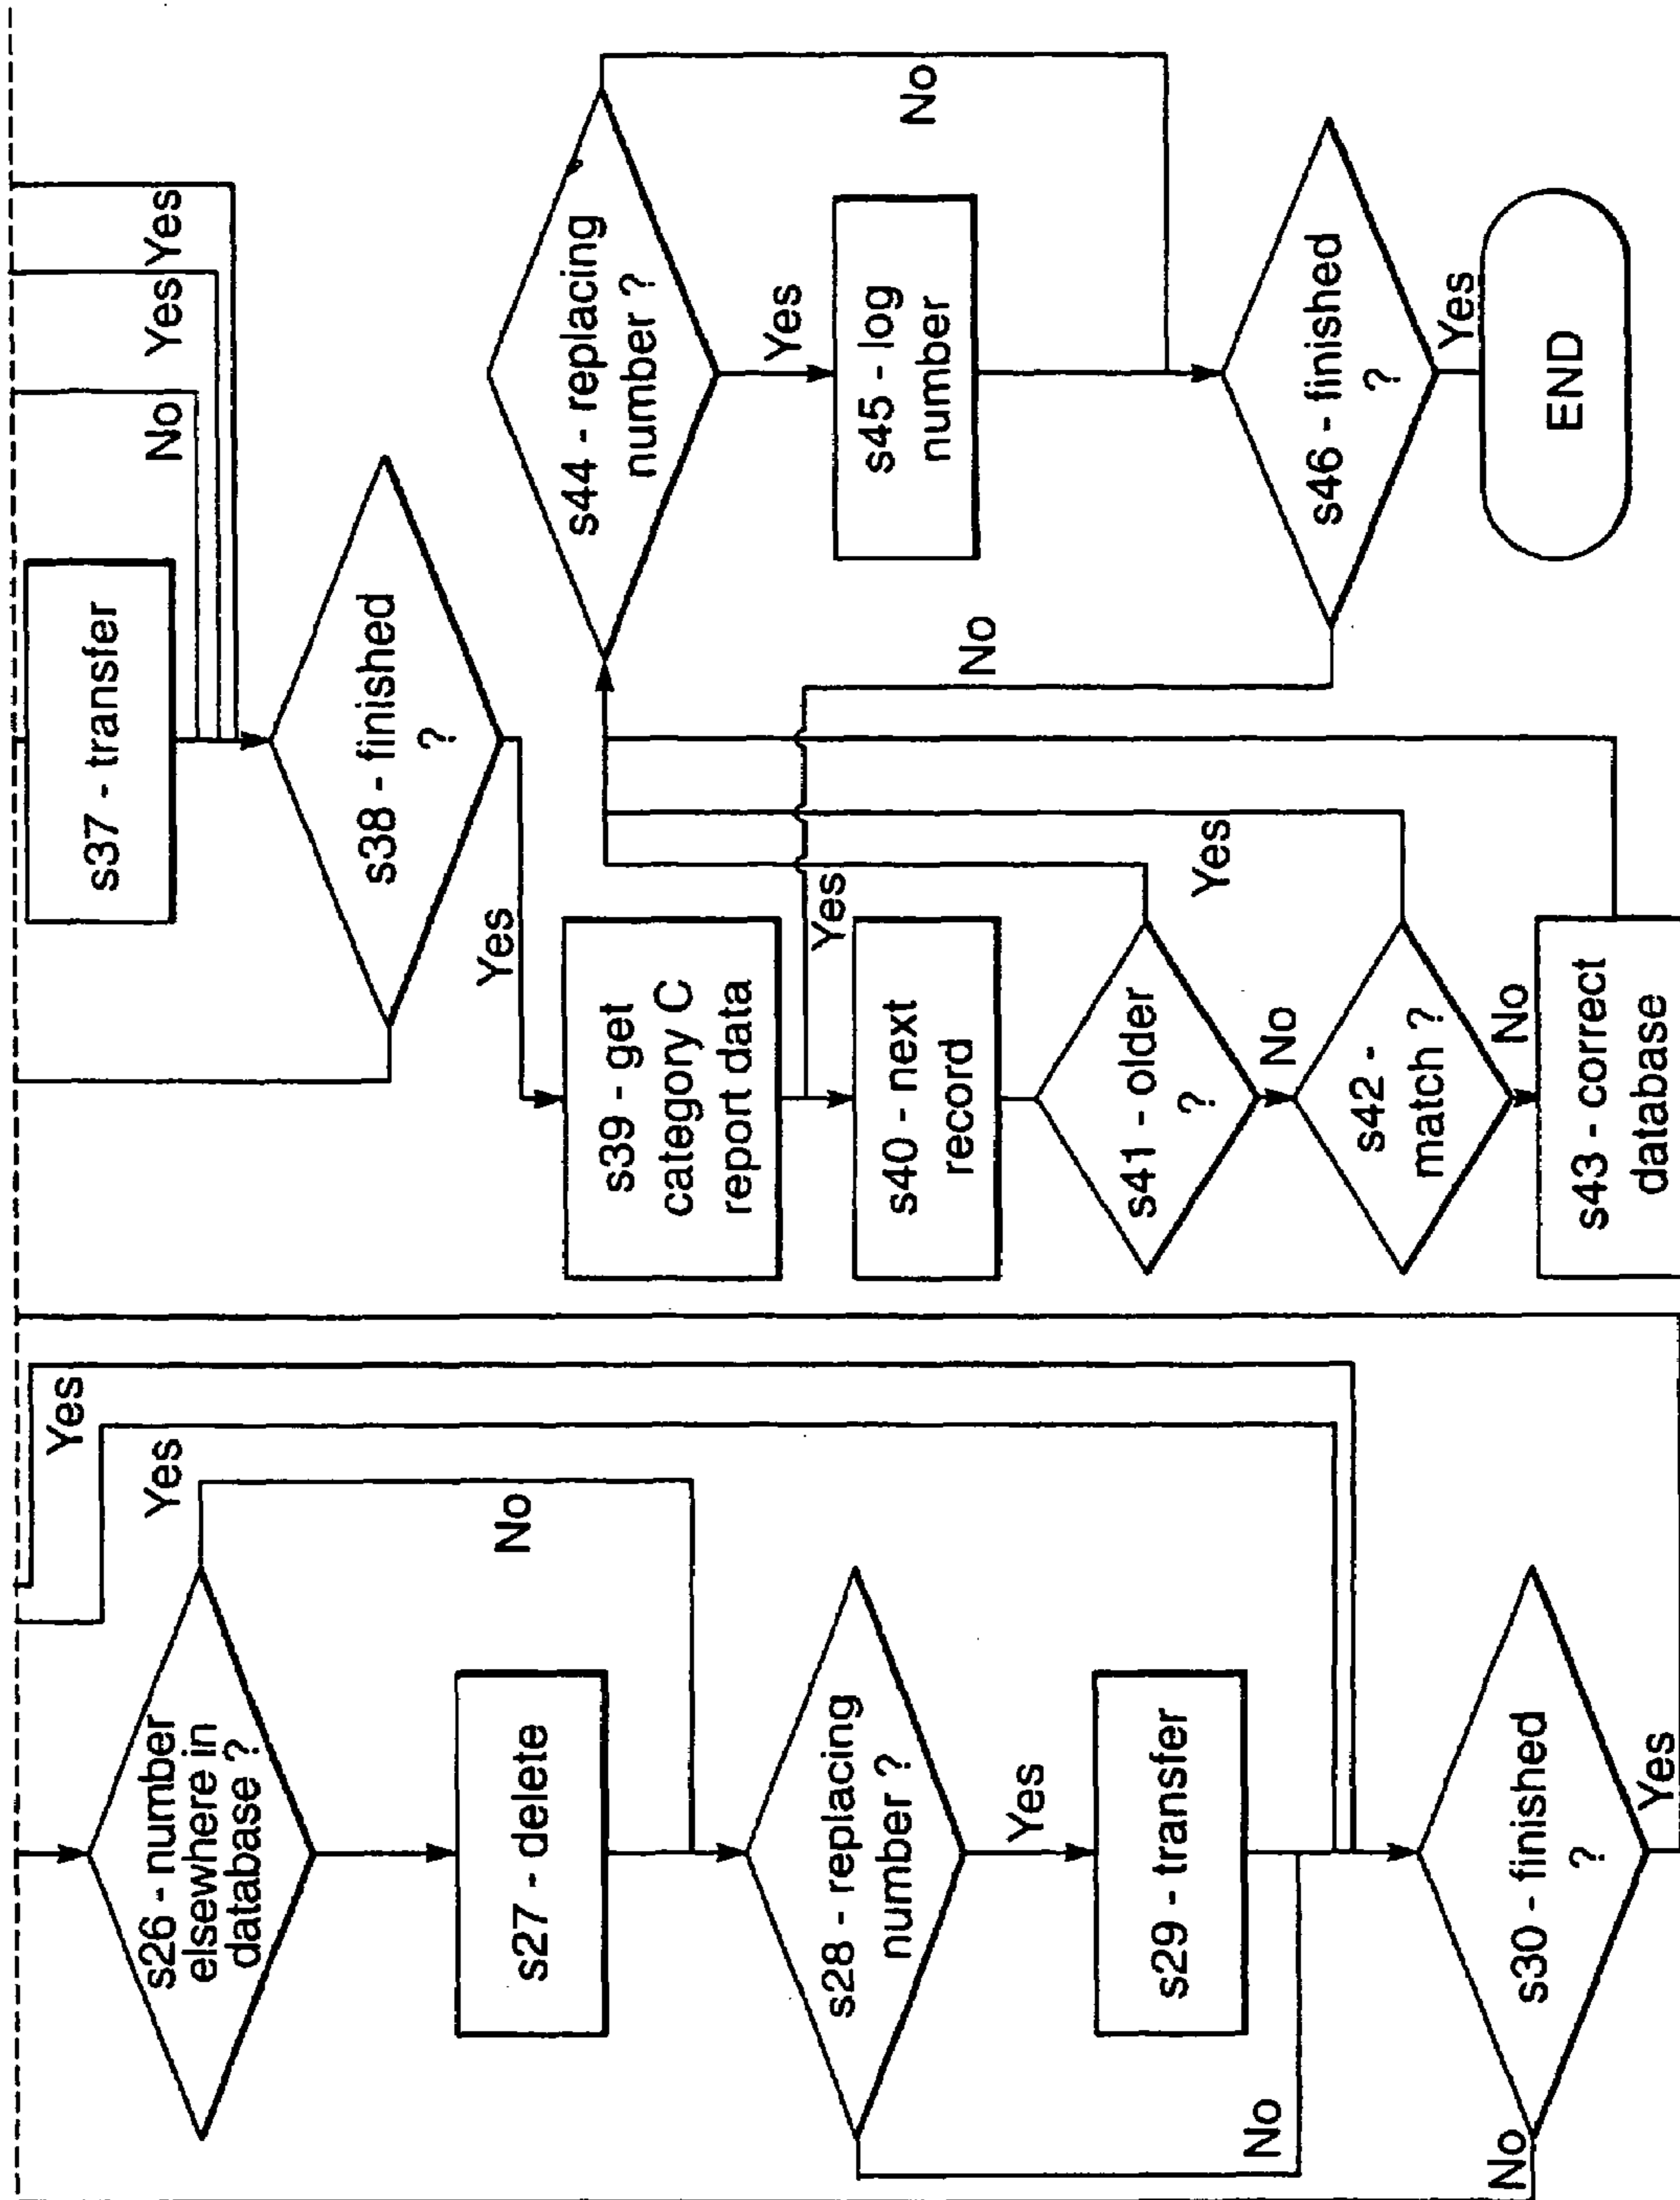 s26 - number
elsewhere in
database ?
Yes
Yes
No
s27 - delete
s28 - replacing
number ?
Yes
No
s29 - transfer
s30 - finished
?
No
Yes
s37 - transfer
No
Yes
Yes
s38 - finished
?
Yes
s39 - get
category C
report data
Yes
s40 - next
record
s41 - older
?
No
Yes
s42 -
match ?
No
s43 - correct
database
s44 - replacing
number ?
Yes
No
s45 - log
number
No
s46 - finished
?
Yes
END